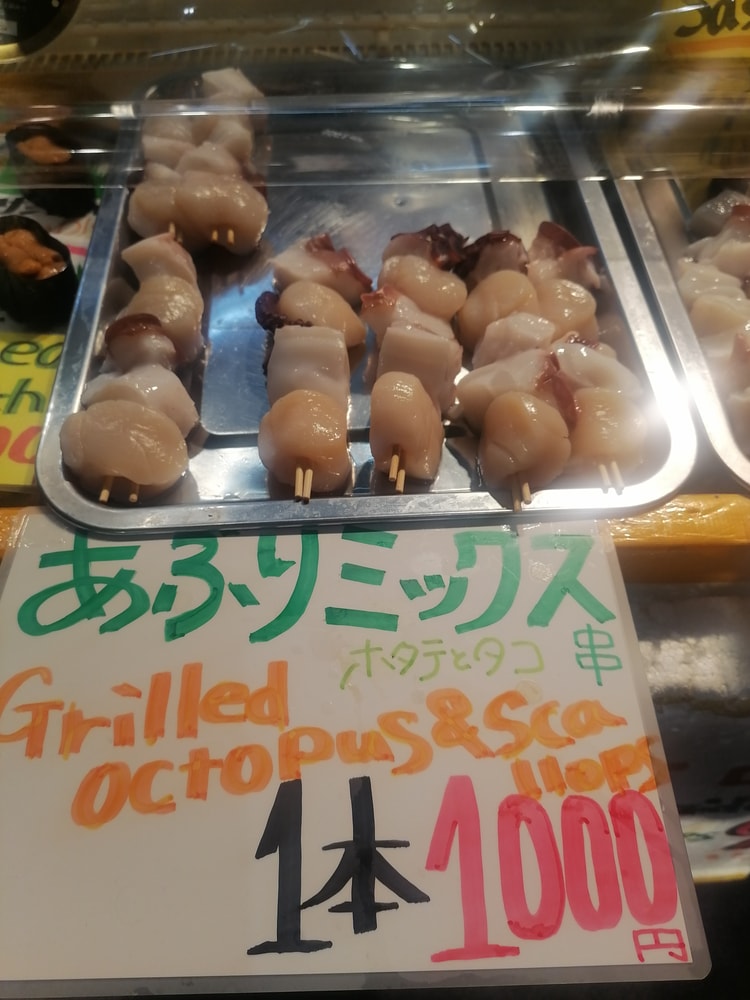 あぶりミックス
ホタテとタコ 串
Grilled
octopus&sca
llops
1本 1000
円